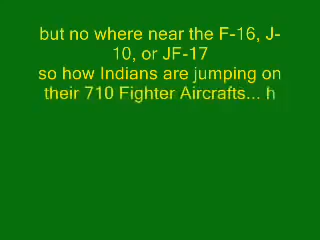 but no where near the F-16, J-
10, or JF-17
so how Indians are jumping on
their 710 Fighter Aircrafts... h